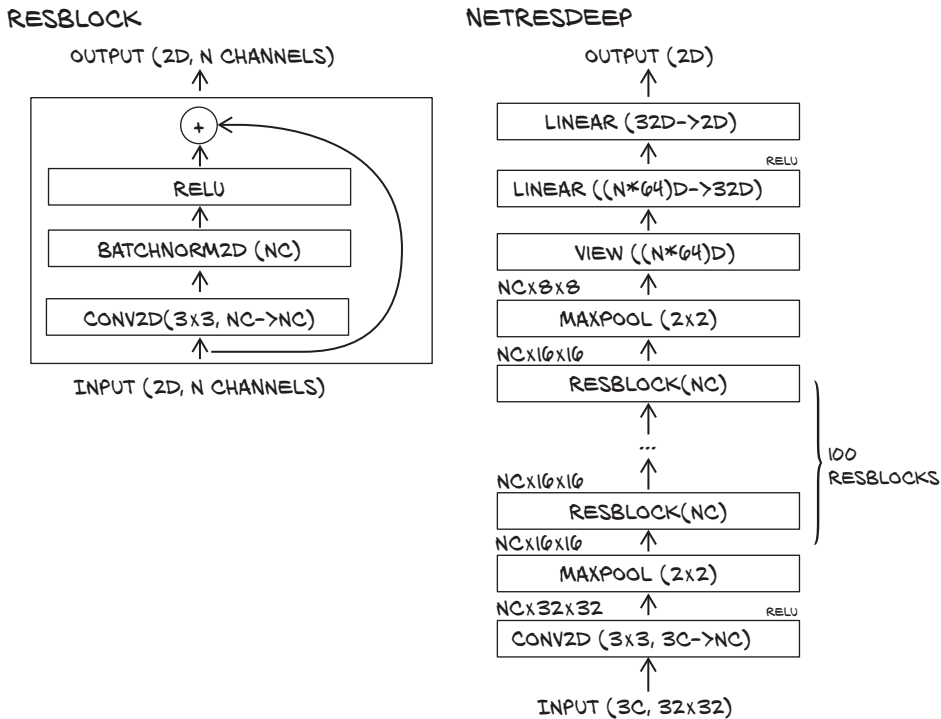 RESBLOCK
OUTPUT (2D, N CHANNELS)
+
RELU
BATCHNORM2D (NC)
CONV2D(3X3, NC->NC)
INPUT (2D, N CHANNELS)
NETRESDEEP
OUTPUT (2D)
LINEAR (32D->2D)
RELU
LINEAR ((N*64)D->32D)
VIEW ((N*64)D)
NCX8X8
MAXPOOL (2X2)
NCX16X16
RESBLOCK(NC)
...
NCX16X16
RESBLOCK(NC)
100
RESBLOCKS
NCX16X16
MAXPOOL (2X2)
NCX32X32
RELU
CONV2D (3X3, 3C->NC)
INPUT (3C, 32X32)